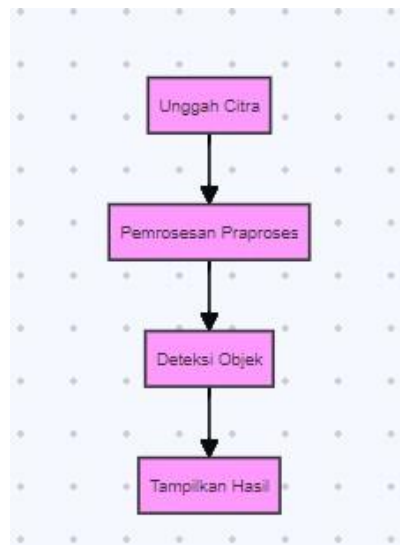 Unggah Citra
Pemrosesan Praproses
Deteksi Objek
Tampilkan Hasil